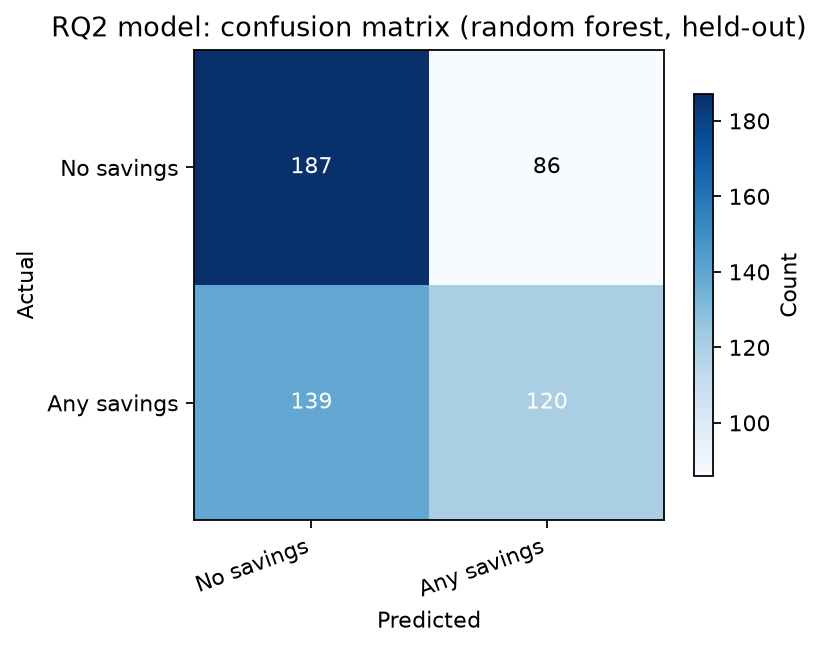 RQ2 model: confusion matrix (random forest, held-out)
No savings
187
86
180
160
140
120
100
Count
Actual
Any savings
139
120
No savings
Any savings
Predicted